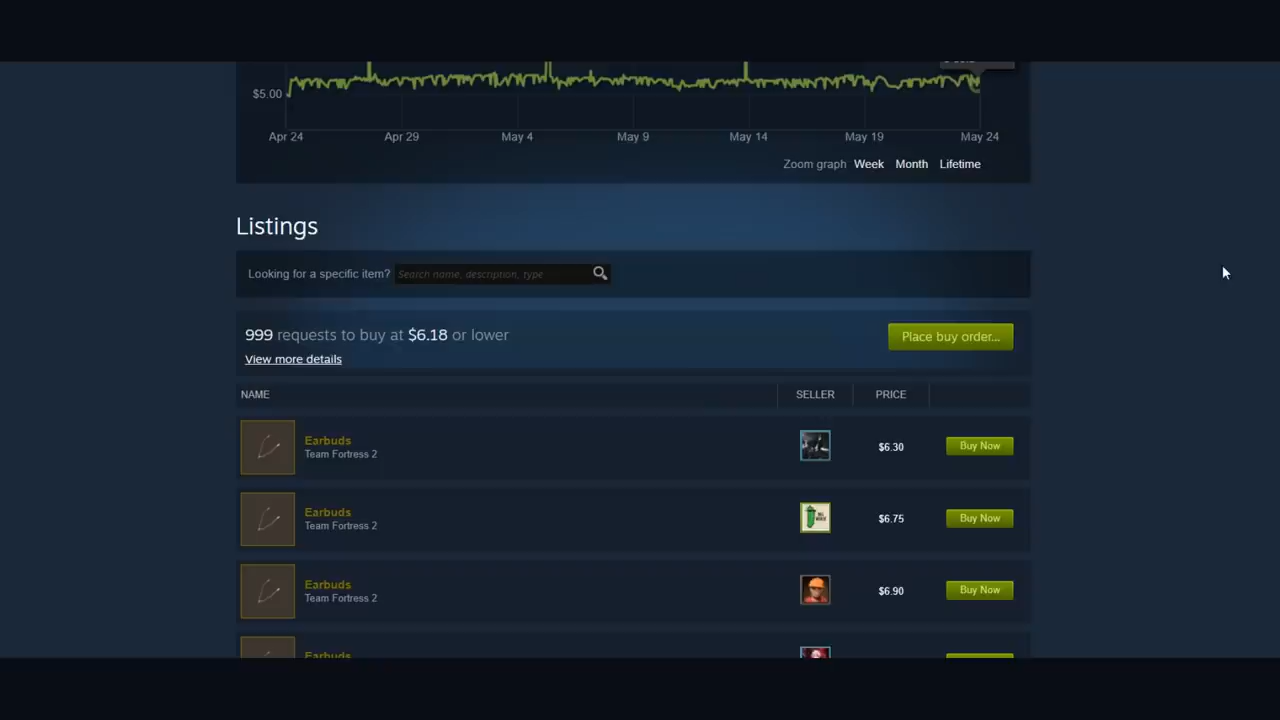 $5.00
Apr 24 Apr 29 May 4 May 9 May 14 May 19 May 24
Zoom graph Week Month Lifetime
Listings
Looking for a specific item? Search name, description, type
999 requests to buy at $6.18 or lower
Place buy order...
View more details
NAME SELLER PRICE
Earbuds
Team Fortress 2
$6.30 Buy Now
Earbuds
Team Fortress 2
$6.75 Buy Now
Earbuds
Team Fortress 2
$6.90 Buy Now
Earbuds